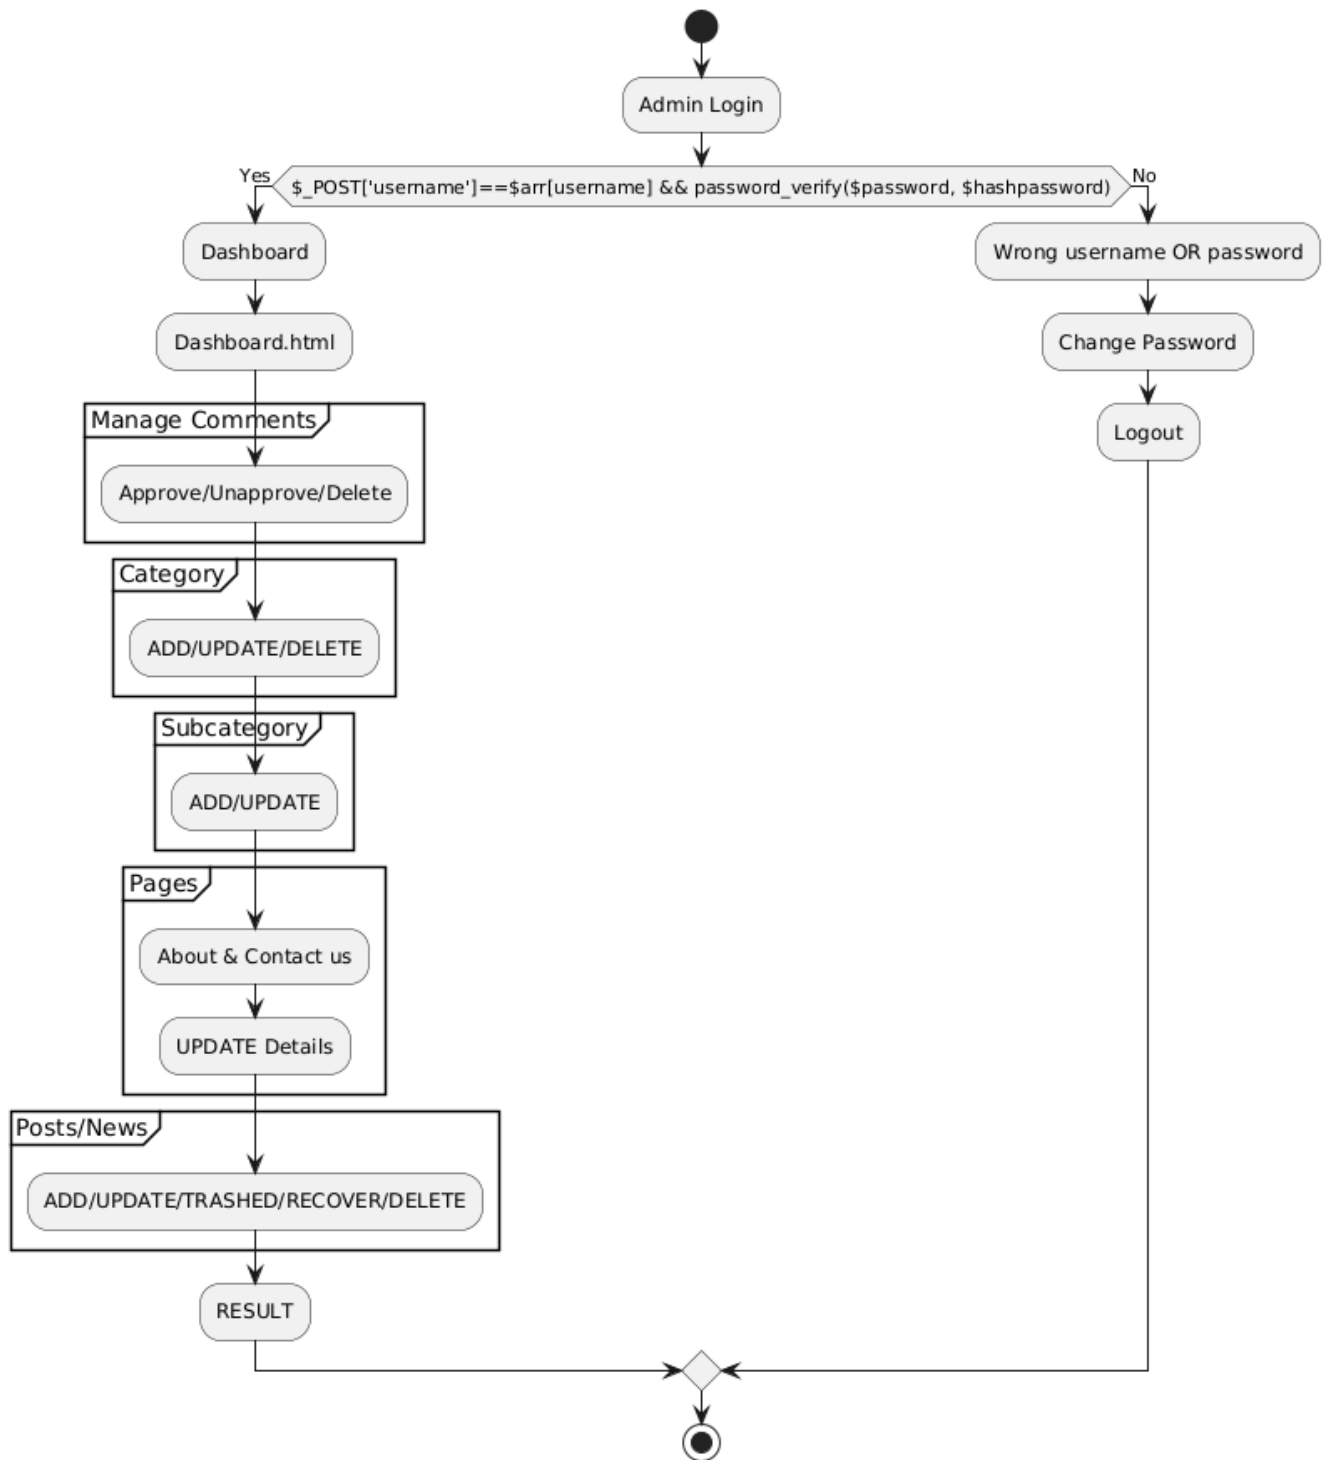 Admin Login
Yes
$_POST['username']==$arr[username] && password_verify($password, $hashpassword)
No
Dashboard
Wrong username OR password
Dashboard.html
Change Password
Manage Comments
Logout
Approve/Unapprove/Delete
Category
ADD/UPDATE/DELETE
Subcategory
ADD/UPDATE
Pages
About & Contact us
UPDATE Details
Posts/News
ADD/UPDATE/TRASHED/RECOVER/DELETE
RESULT